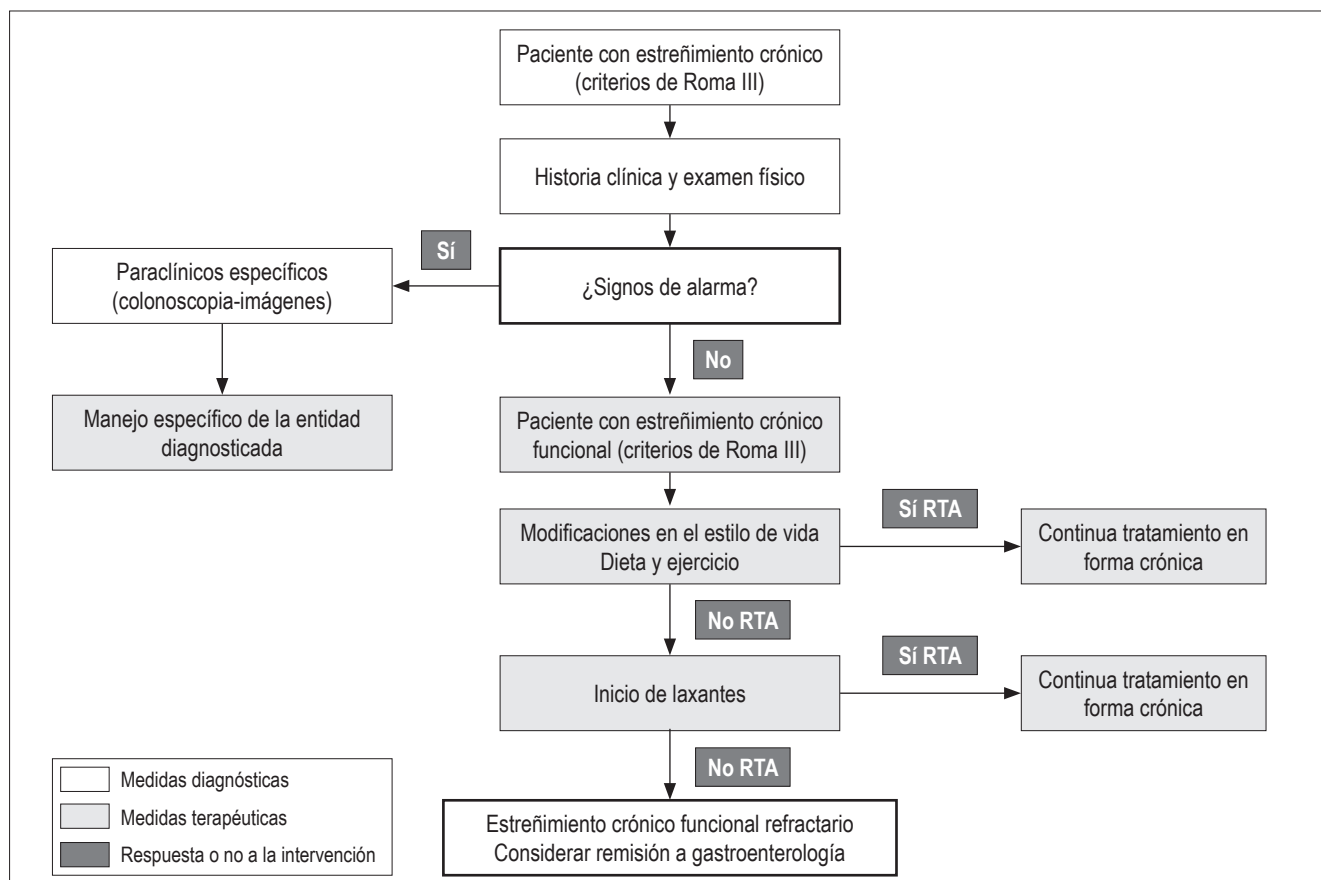 Paciente con estreñimiento crónico
(criterios de Roma III)
Historia clínica y examen físico
Sí
Paraclínicos específicos
(colonoscopia-imágenes)
¿Signos de alarma?
No
Manejo específico de la entidad
diagnosticada
Paciente con estreñimiento crónico
funcional (criterios de Roma III)
Sí RTA
Modificaciones en el estilo de vida
Dieta y ejercicio
Continua tratamiento en
forma crónica
No RTA
Sí RTA
Inicio de laxantes
Continua tratamiento en
forma crónica
No RTA
Medidas diagnósticas
Medidas terapéuticas
Respuesta o no a la intervención
Estreñimiento crónico funcional refractario
Considerar remisión a gastroenterología